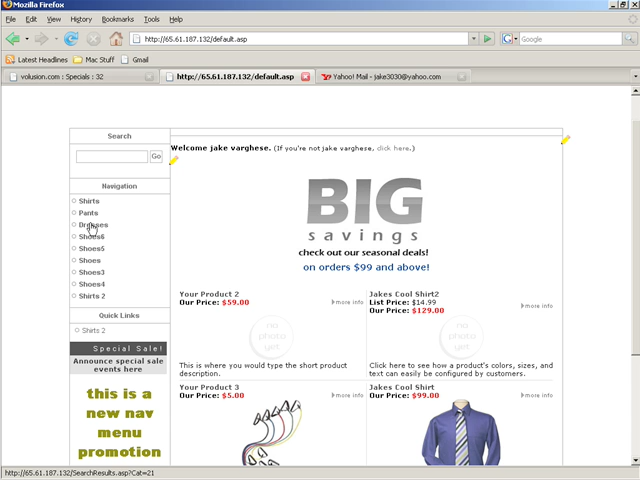 Mozilla Firefox
File Edit View History Bookmarks Tools Help
http://65.61.187.132/default.asp
Google
Latest Headlines Mac Stuff Gmail
volusion.com : Specials : 32
http://65.61.187.132/default.asp
Yahoo! Mail - jake3030@yahoo.com
Search
Go
Navigation
Shirts
Pants
Dresses
Shoes6
Shoes5
Shoes
Shoes3
Shoes4
Shirts 2
Quick Links
Shirts 2
Special Sale!
Announce special sale
events here
this is a
new nav
menu
promotion
Welcome jake varghese. (If you're not jake varghese, click here.)
BIG
savings
check out our seasonal deals!
on orders $99 and above!
Your Product 2
Our Price: $59.00
more info
no
photo
yet
This is where you would type the short product
description.
Jakes Cool Shirt2
List Price: $14.99
Our Price: $129.00
more info
no
photo
yet
Click here to see how a product's colors, sizes, and
text can easily be configured by customers.
Your Product 3
Our Price: $5.00
more info
Jakes Cool Shirt
Our Price: $99.00
more info
http://65.61.187.132/SearchResults.asp?Cat=21